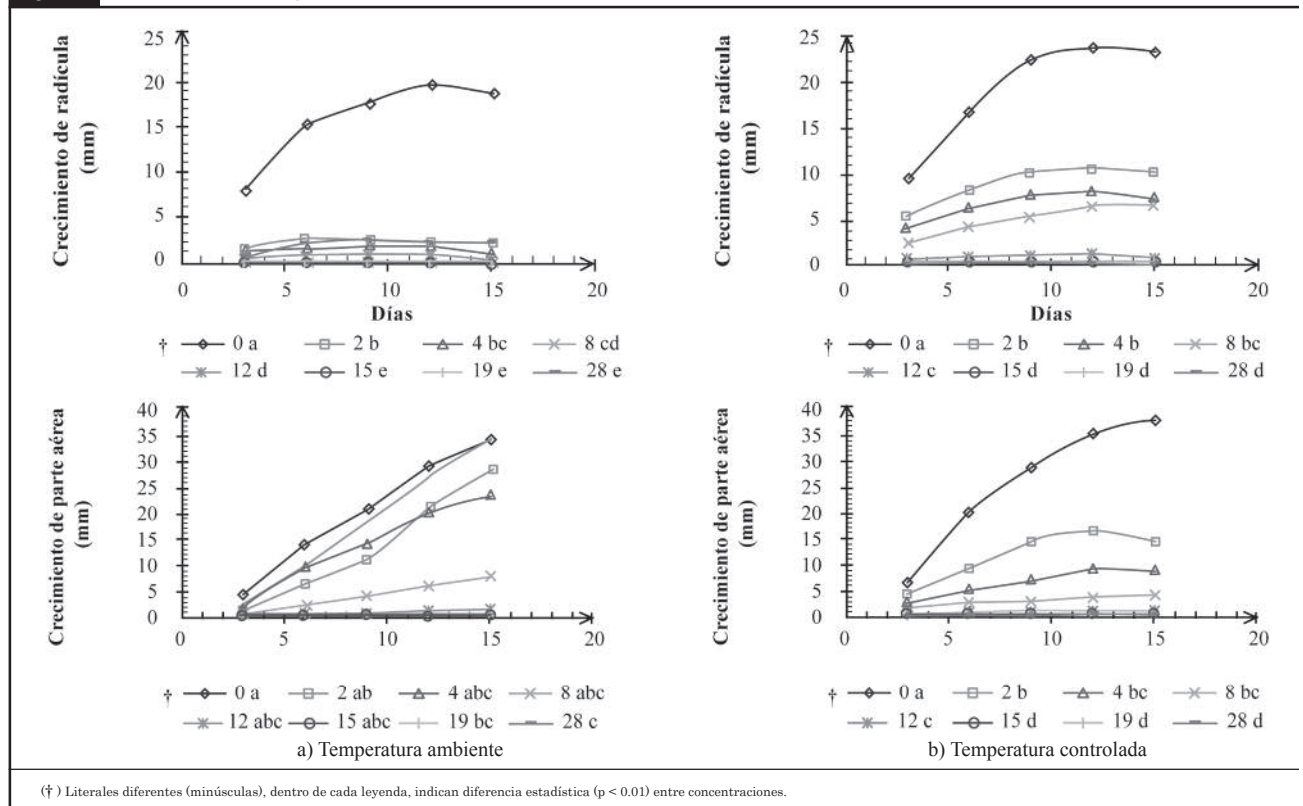 25
20
15
10
5
0
Crecimiento de radícula
(mm)
0 5 10 15 20
Días
† 0 a 2 b 4 bc 8 cd
12 d 15 e 19 e 28 e
25
20
15
10
5
0
Crecimiento de radícula
(mm)
0 5 10 15 20
Días
† 0 a 2 b 4 b 8 bc
12 c 15 d 19 d 28 d
40
35
30
25
20
15
10
5
0
Crecimiento de parte aérea
(mm)
0 5 10 15 20
† 0 a 2 ab 4 abc 8 abc
12 abc 15 abc 19 bc 28 c
a) Temperatura ambiente
40
35
30
25
20
15
10
5
0
Crecimiento de parte aérea
(mm)
0 5 10 15 20
† 0 a 2 b 4 bc 8 bc
12 c 15 d 19 d 28 d
b) Temperatura controlada
(† ) Literales diferentes (minúsculas), dentro de cada leyenda, indican diferencia estadística (p < 0.01) entre concentraciones.